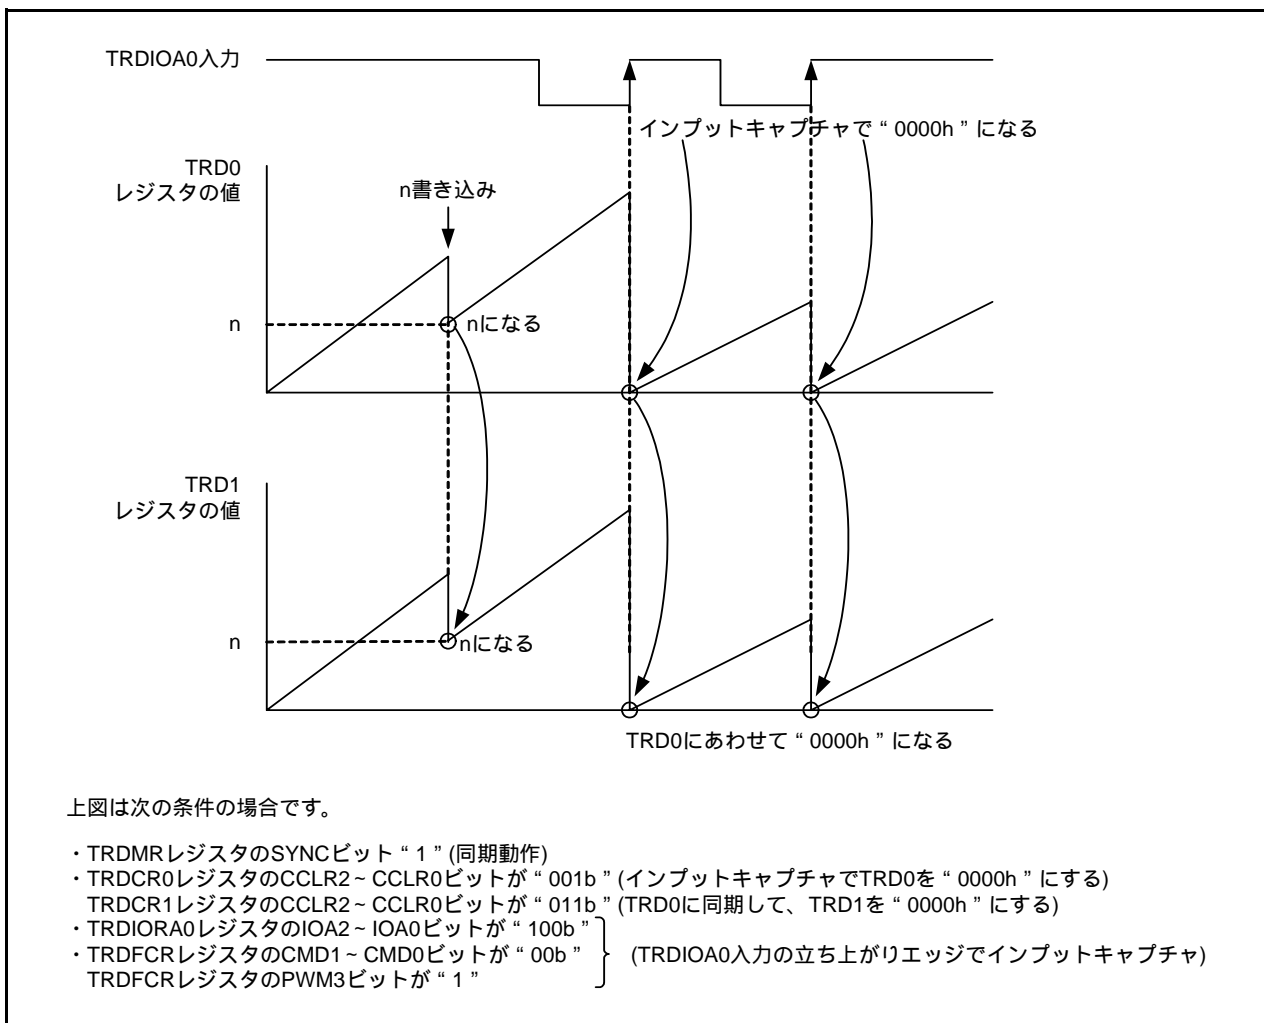 TRDIOA0入力
インプットキャプチャで“0000h”になる
TRD0
レジスタの値
n書き込み
n
nになる
TRD1
レジスタの値
n
nになる
TRD0にあわせて“0000h”になる
上図は次の条件の場合です。
・TRDMRレジスタのSYNCビット“1”(同期動作)
・TRDCR0レジスタのCCLR2~CCLR0ビットが“001b”(インプットキャプチャでTRD0を“0000h”にする)
TRDCR1レジスタのCCLR2~CCLR0ビットが“011b”(TRD0に同期して、TRD1を“0000h”にする)
・TRDIORA0レジスタのIOA2~IOA0ビットが“100b”
・TRDFCRレジスタのCMD1~CMD0ビットが“00b” (TRDIOA0入力の立ち上がりエッジでインプットキャプチャ)
TRDFCRレジスタのPWM3ビットが“1”